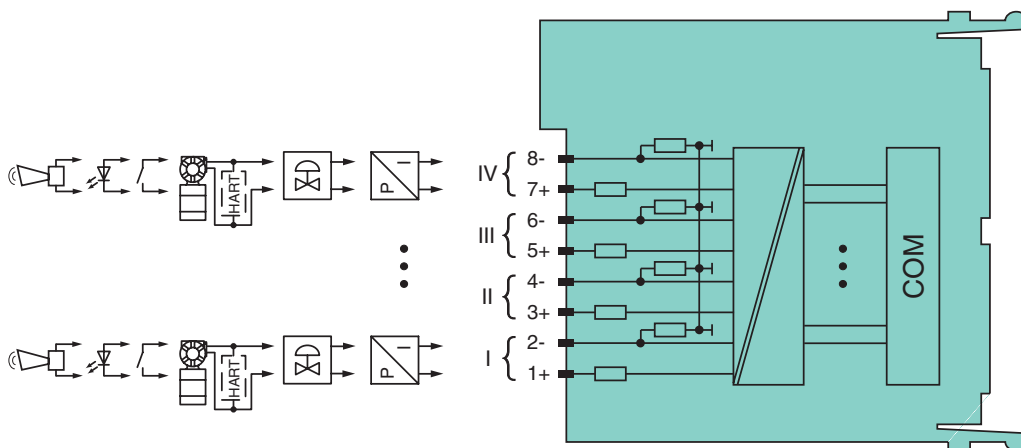 HART
P I
IV
8-
7+
III
6-
5+
II
4-
3+
I
2-
1+
COM
HART
P I